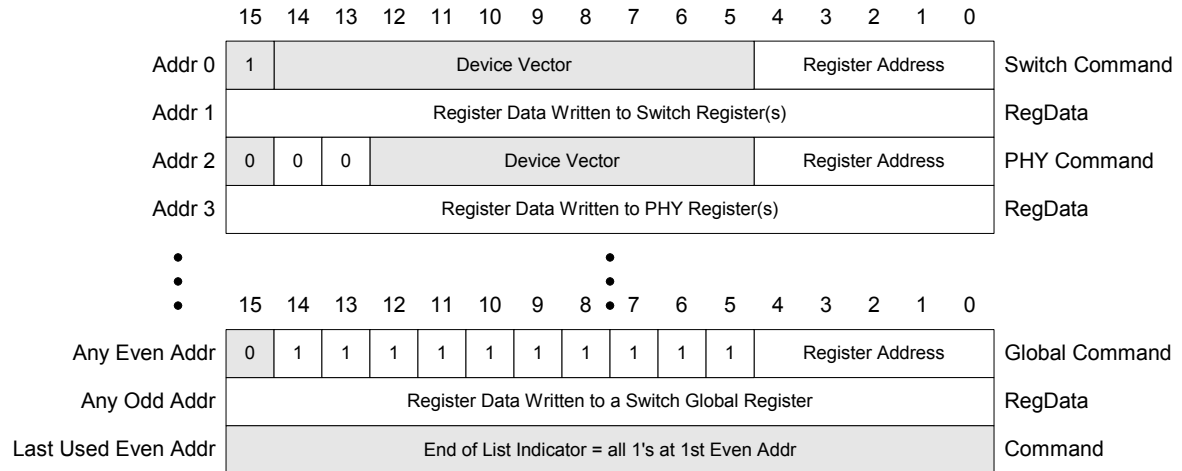 15 14 13 12 11 10 9 8 7 6 5 4 3 2 1 0
Addr 0 1 Device Vector Register Address Switch Command
Addr 1 Register Data Written to Switch Register(s) RegData
Addr 2 0 0 0 Device Vector Register Address PHY Command
Addr 3 Register Data Written to PHY Register(s) RegData
15 14 13 12 11 10 9 8 7 6 5 4 3 2 1 0
Any Even Addr 0 1 1 1 1 1 1 1 1 1 1 Register Address Global Command
Any Odd Addr Register Data Written to a Switch Global Register RegData
Last Used Even Addr End of List Indicator = all 1's at 1st Even Addr Command